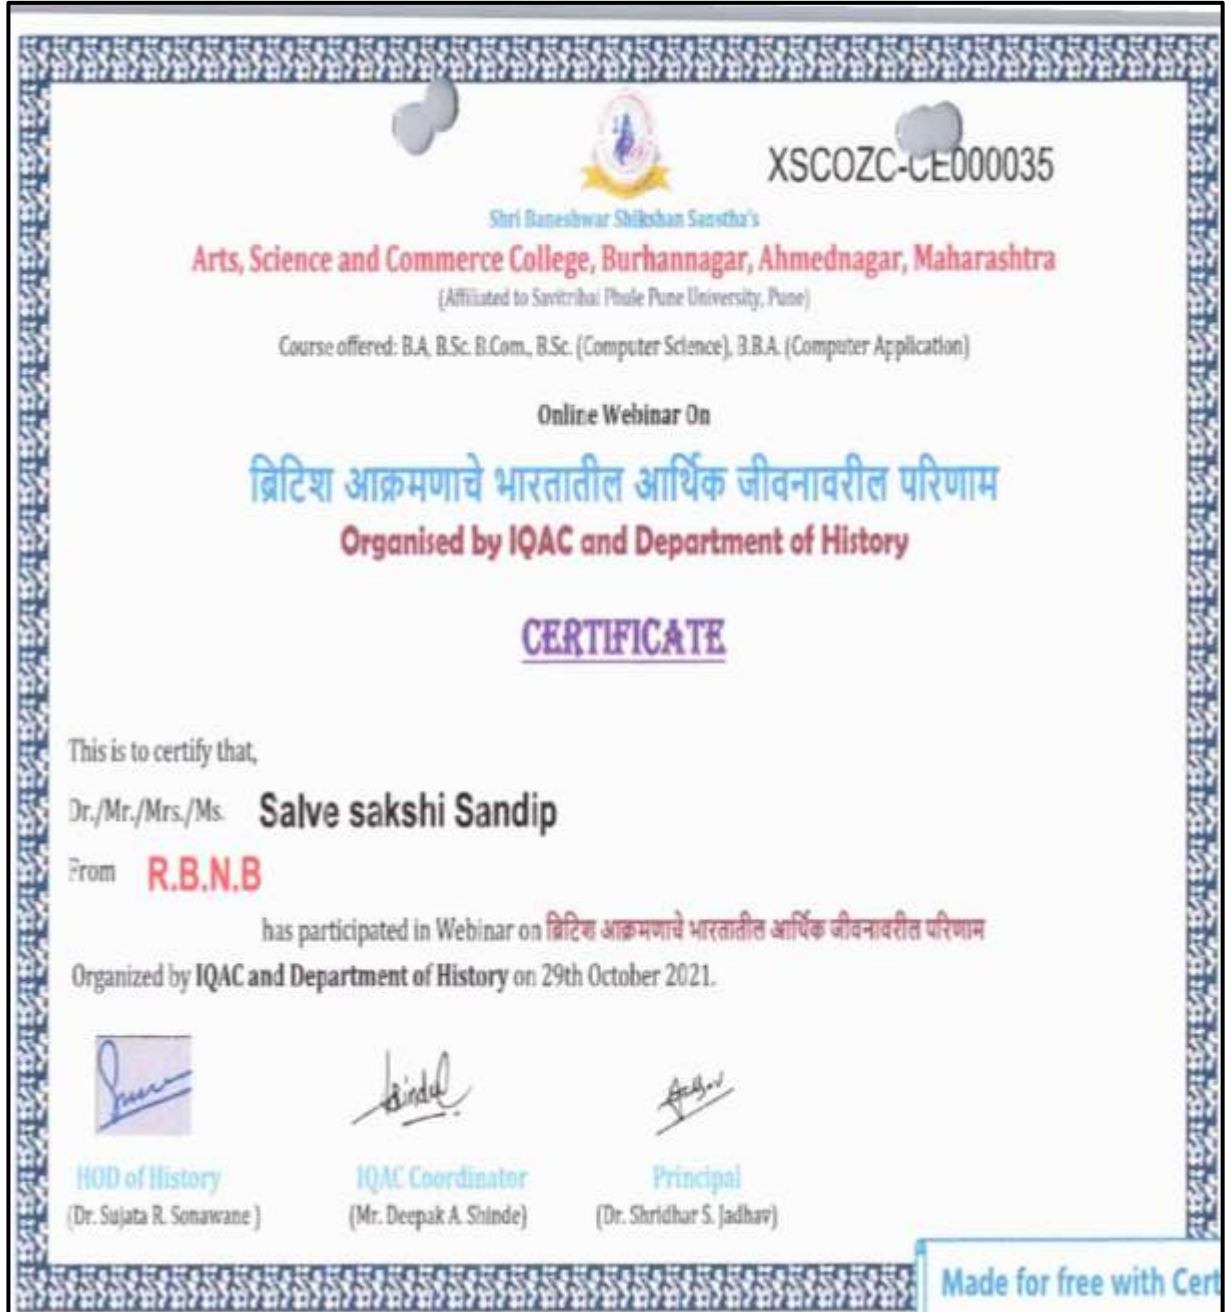 XSCOZC-CE000035
Shri Baneshwar Shikshan Sanstha's
Arts, Science and Commerce College, Burhannagar, Ahmednagar, Maharashtra
(Affiliated to Savitribai Phule Pune University, Pune)
Course offered: B.A, B.Sc. B.Com., B.Sc. (Computer Science), B.B.A. (Computer Application)
Online Webinar On
ब्रिटिश आक्रमणाचे भारतातील आर्थिक जीवनावरील परिणाम
Organised by IQAC and Department of History
CERTIFICATE
This is to certify that,
Dr./Mr./Mrs./Ms. Salve sakshi Sandip
From R.B.N.B
has participated in Webinar on ब्रिटिश आक्रमणाचे भारतातील आर्थिक जीवनावरील परिणाम
Organized by IQAC and Department of History on 29th October 2021.
HOD of History IQAC Coordinator Principal
(Dr. Sujata R. Sonawane ) (Mr. Deepak A. Shinde) (Dr. Shridhar S. Jadhav)
Made for free with Cert